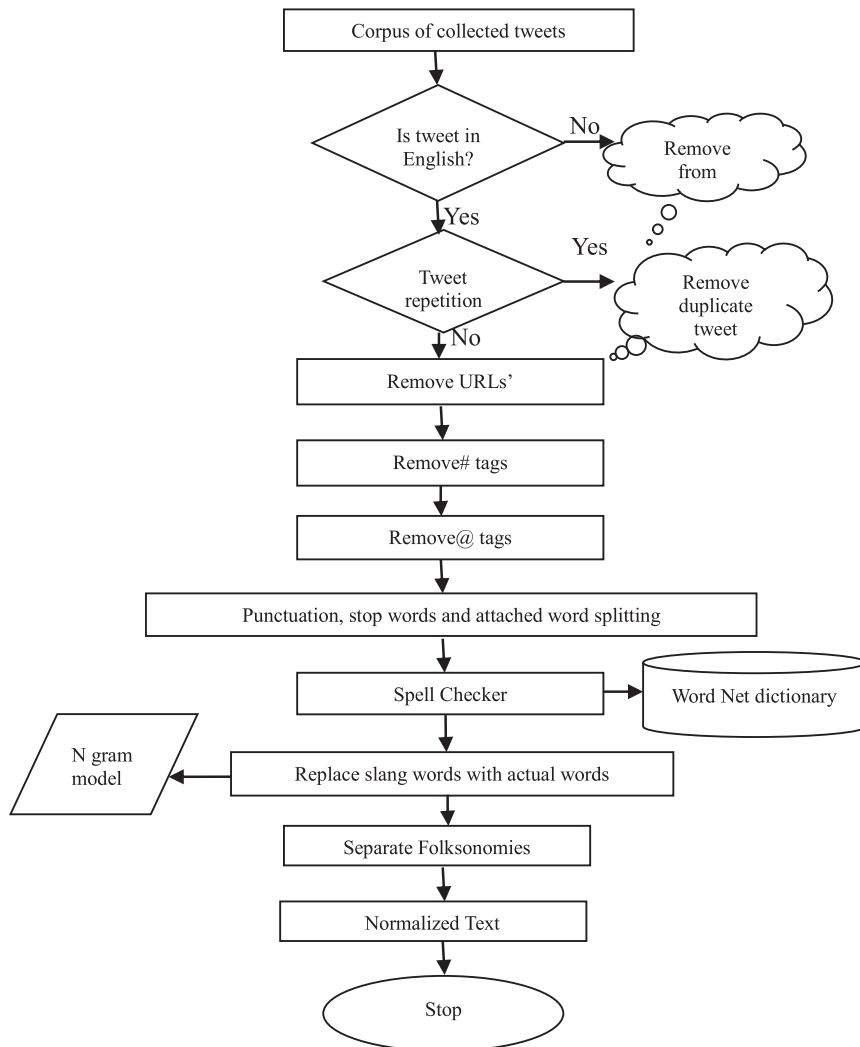 Corpus of collected tweets
Is tweet in
English?
No
Remove
from
Yes
Yes
Tweet
repetition
Remove
duplicate
tweet
No
Remove URLs’
Remove# tags
Remove@ tags
Punctuation, stop words and attached word splitting
Spell Checker
Word Net dictionary
N gram
model
Replace slang words with actual words
Separate Folksonomies
Normalized Text
Stop